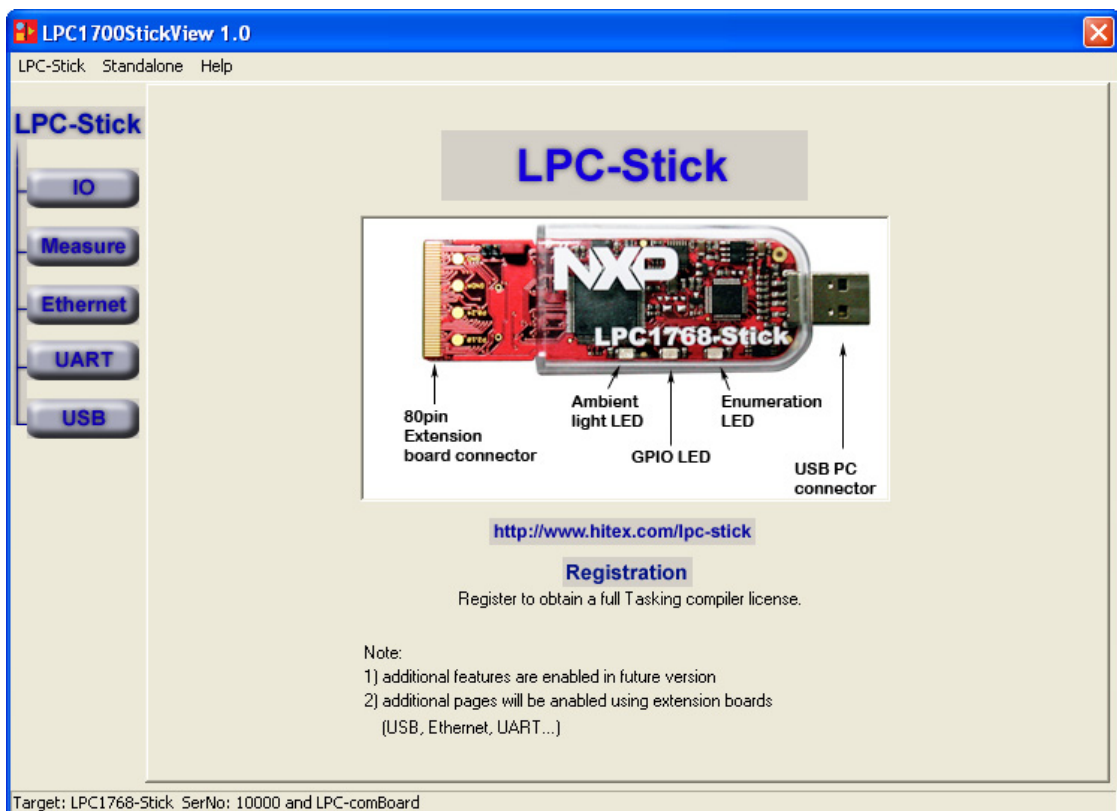 LPC1700StickView 1.0
LPC-Stick Standalone Help
LPC-Stick
IO
Measure
Ethernet
UART
USB
LPC-Stick
NXP
LPC1768-Stick
80pin
Extension
board connector
Ambient
light LED
GPIO LED
Enumeration
LED
USB PC
connector
http://www.hitex.com/lpc-stick
Registration
Register to obtain a full Tasking compiler license.
Note:
1) additional features are enabled in future version
2) additional pages will be anabled using extension boards
(USB, Ethernet, UART...)
Target: LPC1768-Stick SerNo: 10000 and LPC-comBoard